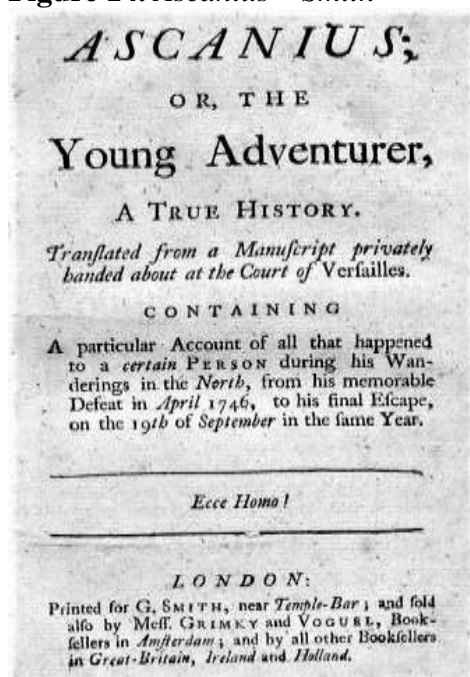 ASCANIUS;
OR, THE
Young Adventurer,
A TRUE HISTORY.
Tranſlated from a Manuſcript privately
handed about at the Court of Verſailles.
CONTAINING
A particular Account of all that happened
to a certain PERSON during his Wan-
derings in the North, from his memorable
Defeat in April 1746, to his final Eſcape,
on the 19th of September in the ſame Year.
Ecce Homo!
LONDON:
Printed for G. SMITH, near Temple-Bar; and ſold
alſo by Meſſ. GRIMKY and VOGUEL, Book-
ſellers in Amſterdam; and by all other Bookſellers
in Great-Britain, Ireland and Holland.